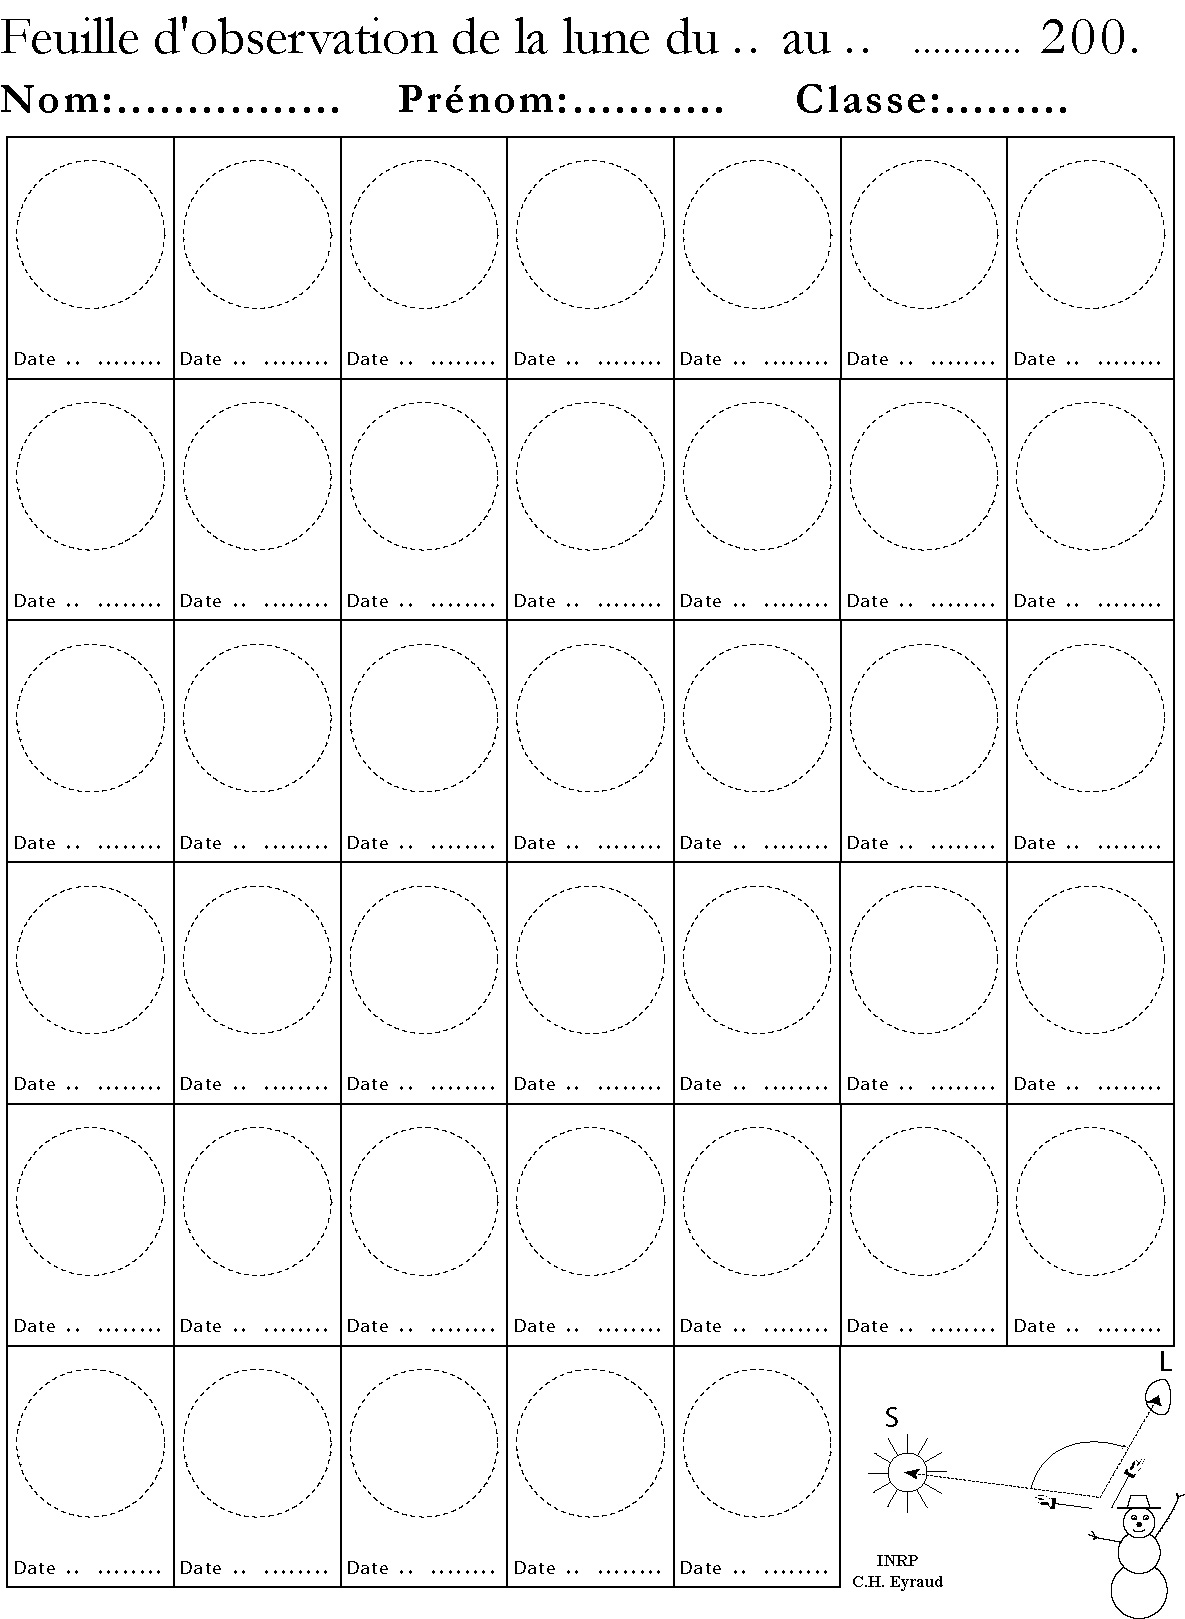 Feuille d'observation de la lune du .. au .. ........... 200.
Nom:................ Prénom:........... Classe:.........
Date .. ........ Date .. ........ Date .. ........ Date .. ........ Date .. ........ Date .. ........ Date .. ........
Date .. ........ Date .. ........ Date .. ........ Date .. ........ Date .. ........ Date .. ........ Date .. ........
Date .. ........ Date .. ........ Date .. ........ Date .. ........ Date .. ........ Date .. ........ Date .. ........
Date .. ........ Date .. ........ Date .. ........ Date .. ........ Date .. ........ Date .. ........ Date .. ........
Date .. ........ Date .. ........ Date .. ........ Date .. ........ Date .. ........ Date .. ........ Date .. ........
L
S
INRP
Date .. ........ Date .. ........ Date .. ........ Date .. ........ Date .. ........
C.H. Eyraud